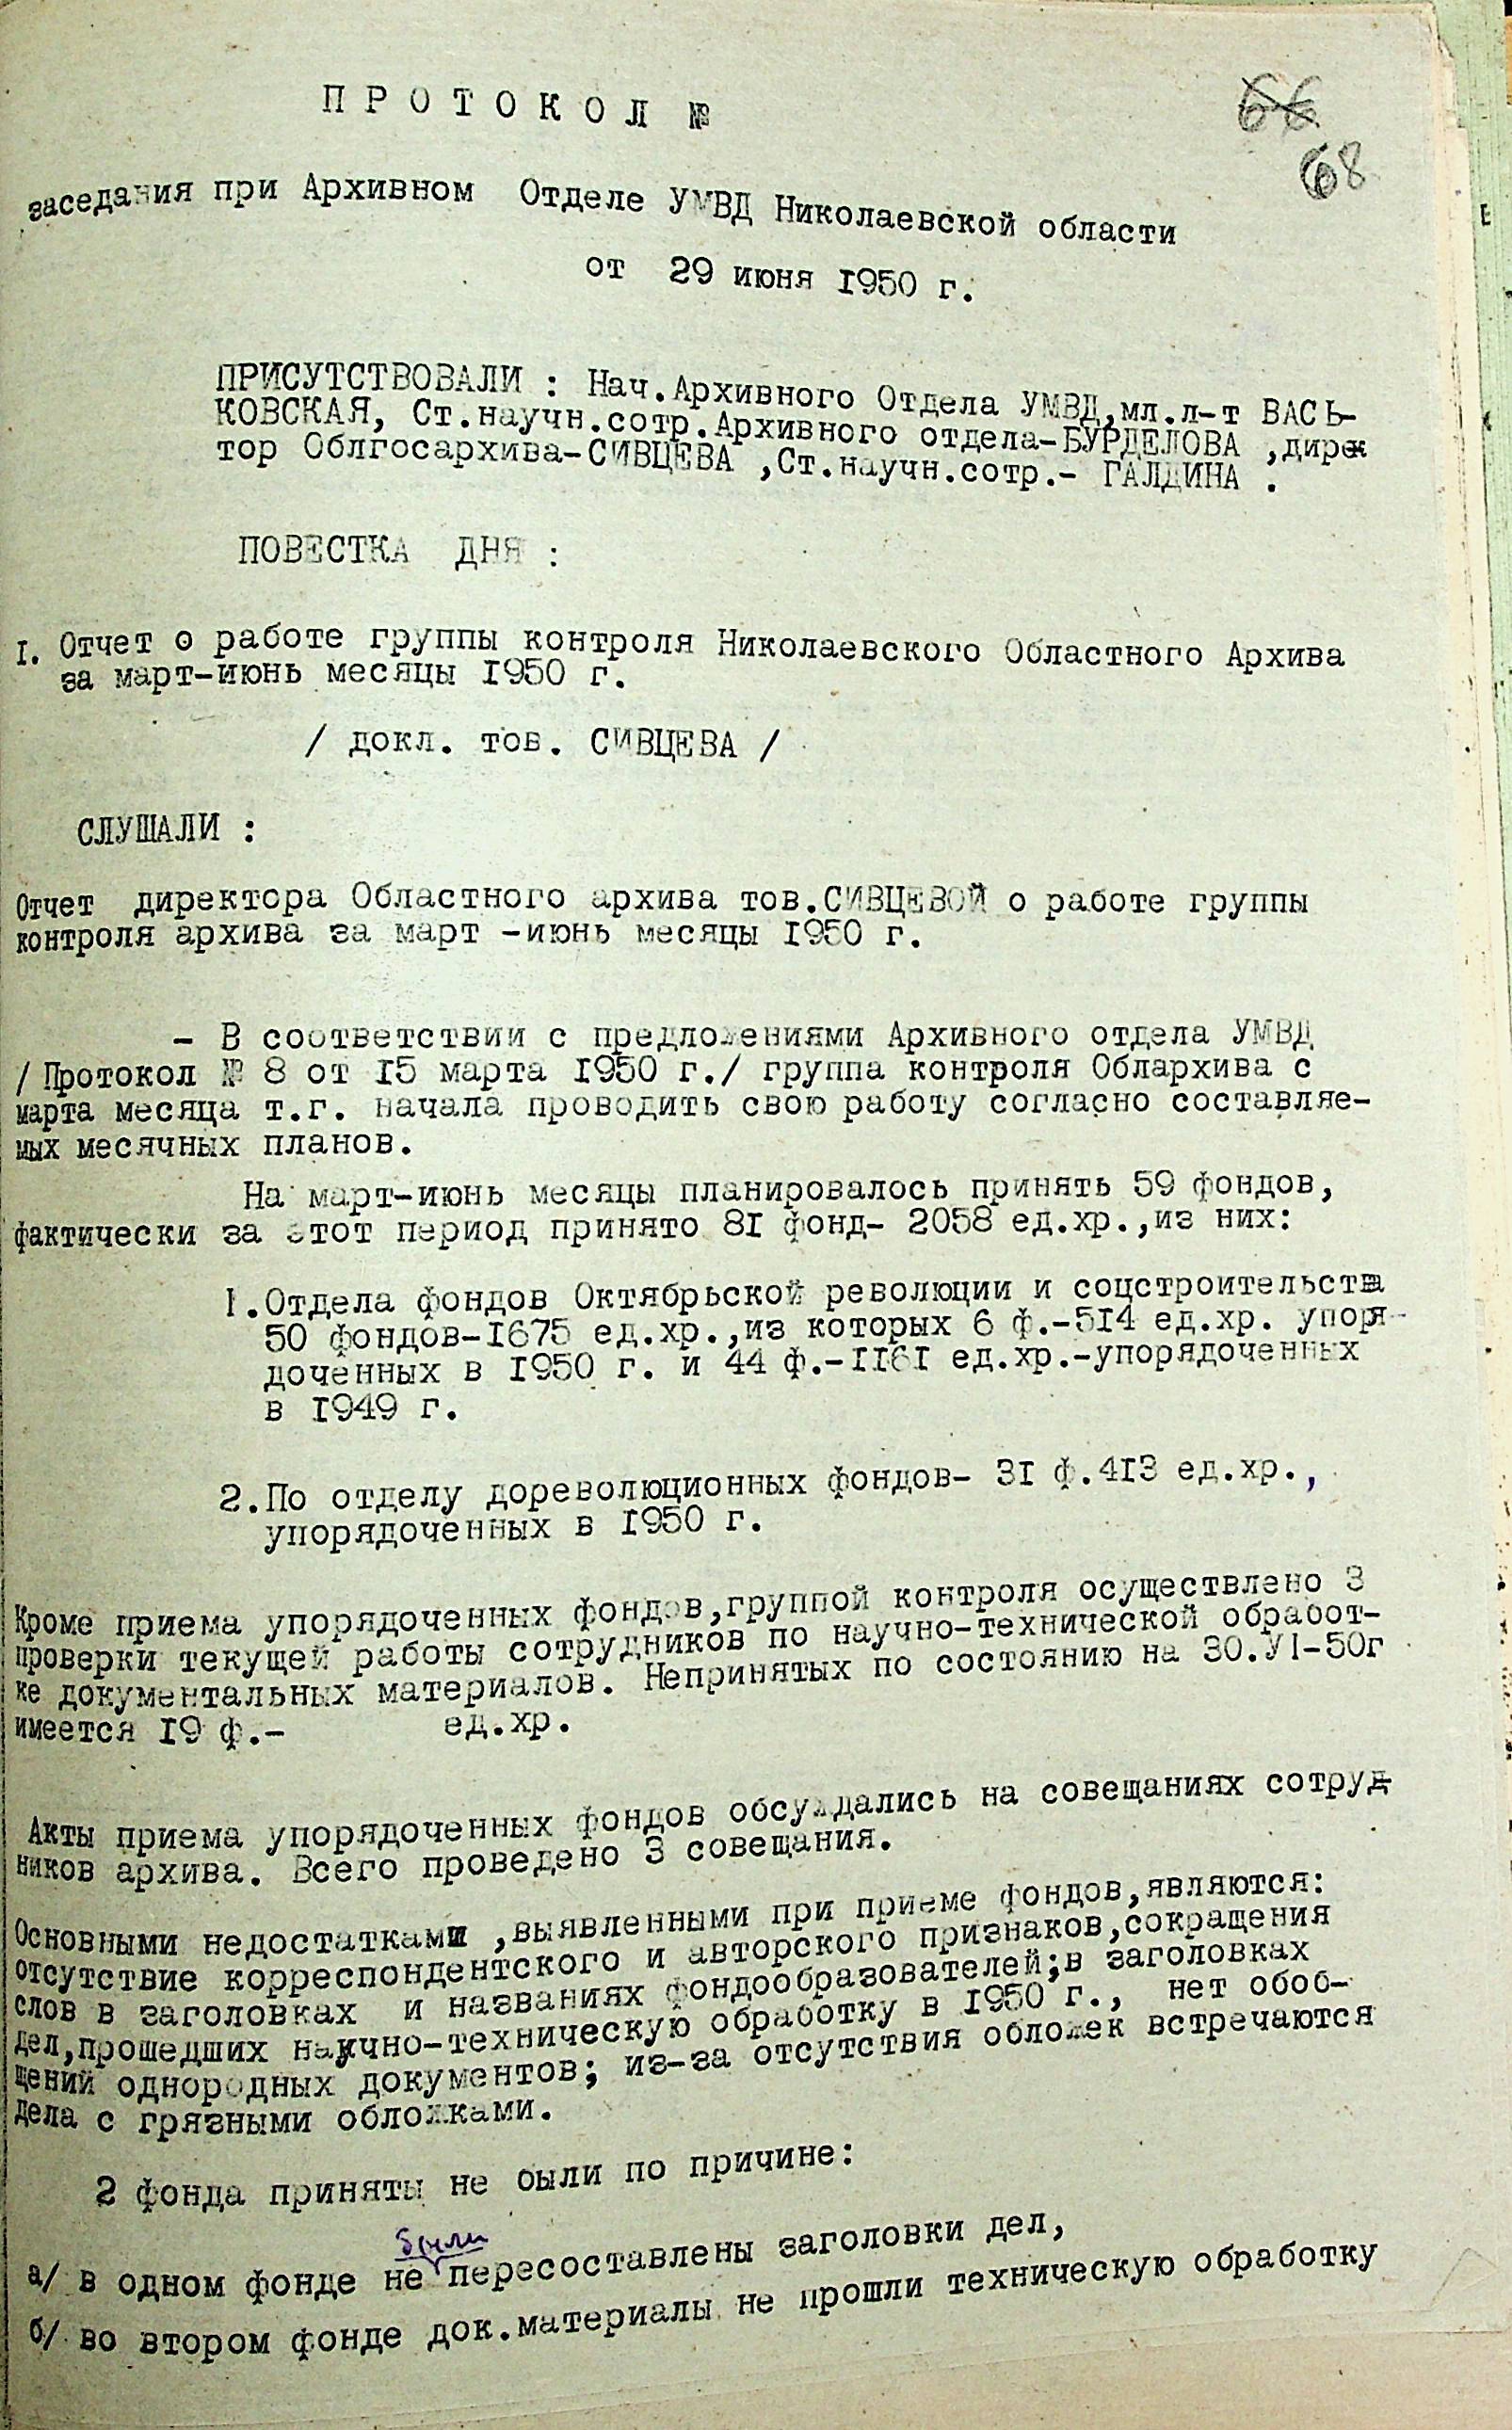 П Р О Т О К О Л №
66
68
заседания при Архивном Отделе УМВД Николаевской области
от 29 июня 1950 г.
ПРИСУТСТВОВАЛИ : Нач.Архивного Отдела УМВД,мл.л-т ВАСЬ-
КОВСКАЯ, Ст.научн.сотр.Архивного отдела-БУРДЕЛОВА ,дирек
тор Облгосархива-СИВЦЕВА ,Ст.научн.сотр.- ГАЛДИНА .
ПОВЕСТКА ДНЯ :
I. Отчет о работе группы контроля Николаевского Областного Архива
за март-июнь месяцы 1950 г.
/ докл. тов. СИВЦЕВА /
СЛУШАЛИ :
Отчет директора Областного архива тов.СИВЦЕВОЙ о работе группы
контроля архива за март -июнь месяцы 1950 г.
- В соответствии с предложениями Архивного отдела УМВД
/ Протокол № 8 от 15 марта 1950 г./ группа контроля Облархива с
марта месяца т.г. начала проводить свою работу согласно составляе-
мых месячных планов.
На март-июнь месяцы планировалось принять 59 фондов,
фактически за этот период принято 81 фонд- 2058 ед.хр.,из них:
1.Отдела фондов Октябрьской революции и соцстроительства
50 фондов-1675 ед.хр.,из которых 6 ф.-514 ед.хр. упоря-
доченных в 1950 г. и 44 ф.-1161 ед.хр.-упорядоченных
в 1949 г.
2.По отделу дореволюционных фондов- 31 ф.413 ед.хр.,
упорядоченных в 1950 г.
Кроме приема упорядоченных фондов,группой контроля осуществлено 3
проверки текущей работы сотрудников по научно-технической обработ-
ке документальных материалов. Непринятых по состоянию на 30.У1-50г
имеется 19 ф.- ед.хр.
Акты приема упорядоченных фондов обсуждались на совещаниях сотруд-
ников архива. Всего проведено 3 совещания.
Основными недостатками ,выявленными при приеме фондов,являются:
отсутствие корреспондентского и авторского признаков,сокращения
слов в заголовках и названиях фондообразователей;в заголовках
дел,прошедших научно-техническую обработку в 1950 г., нет обоб-
щений однородных документов; из-за отсутствия обложек встречаются
дела с грязными обложками.
2 фонда приняты не были по причине:
были
а/ в одном фонде не пересоставлены заголовки дел,
б/ во втором фонде док.материалы не прошли техническую обработку